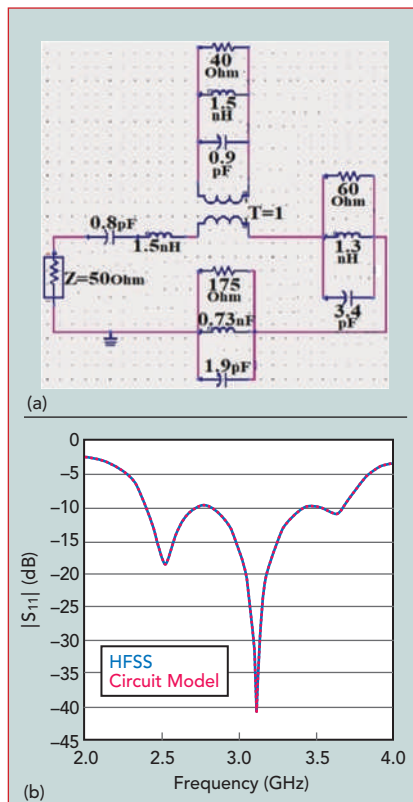 40
Ohm
1.5
nH
0.9
pF
T=1
60
Ohm
0.8pF
1.5nH
1.3
nH
Z=50Ohm
175
Ohm
0.73nF
3.4
pF
1.9pF
(a)
0
−5
−10
−15
−20
−25
−30
−35
−40
−45
|S11| (dB)
HFSS
Circuit Model
2.0 2.5 3.0 3.5 4.0
Frequency (GHz)
(b)